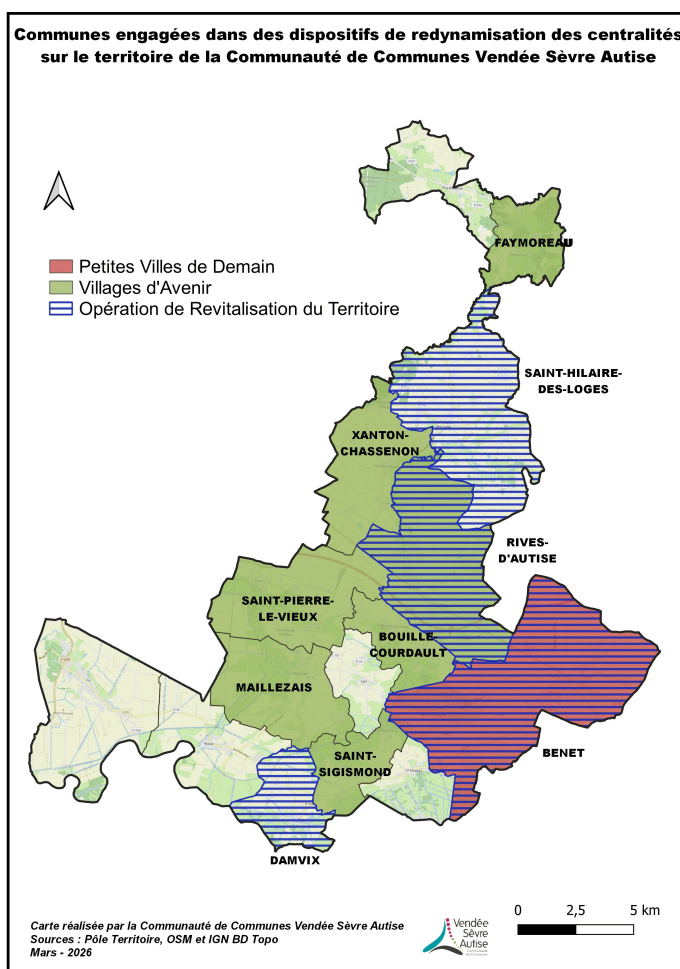 Communes engagées dans des dispositifs de redynamisation des centralités
sur le territoire de la Communauté de Communes Vendée Sèvre Autise
FAYMOREAU
Petites Villes de Demain
Villages d'Avenir
Opération de Revitalisation du Territoire
SAINT-HILAIRE-
DES-LOGES
XANTON-
CHASSENON
RIVES-
D'AUTISE
SAINT-PIERRE-
LE-VIEUX
BOUILLE-
COURDAULT
MAILLEZAIS
SAINT-
SIGISMOND
BENET
DAMVIX
0 2,5 5 km
Carte réalisée par la Communauté de Communes Vendée Sèvre Autise
Sources : Pôle Territoire, OSM et IGN BD Topo
Mars - 2026
Vendée
Sèvre
Autise